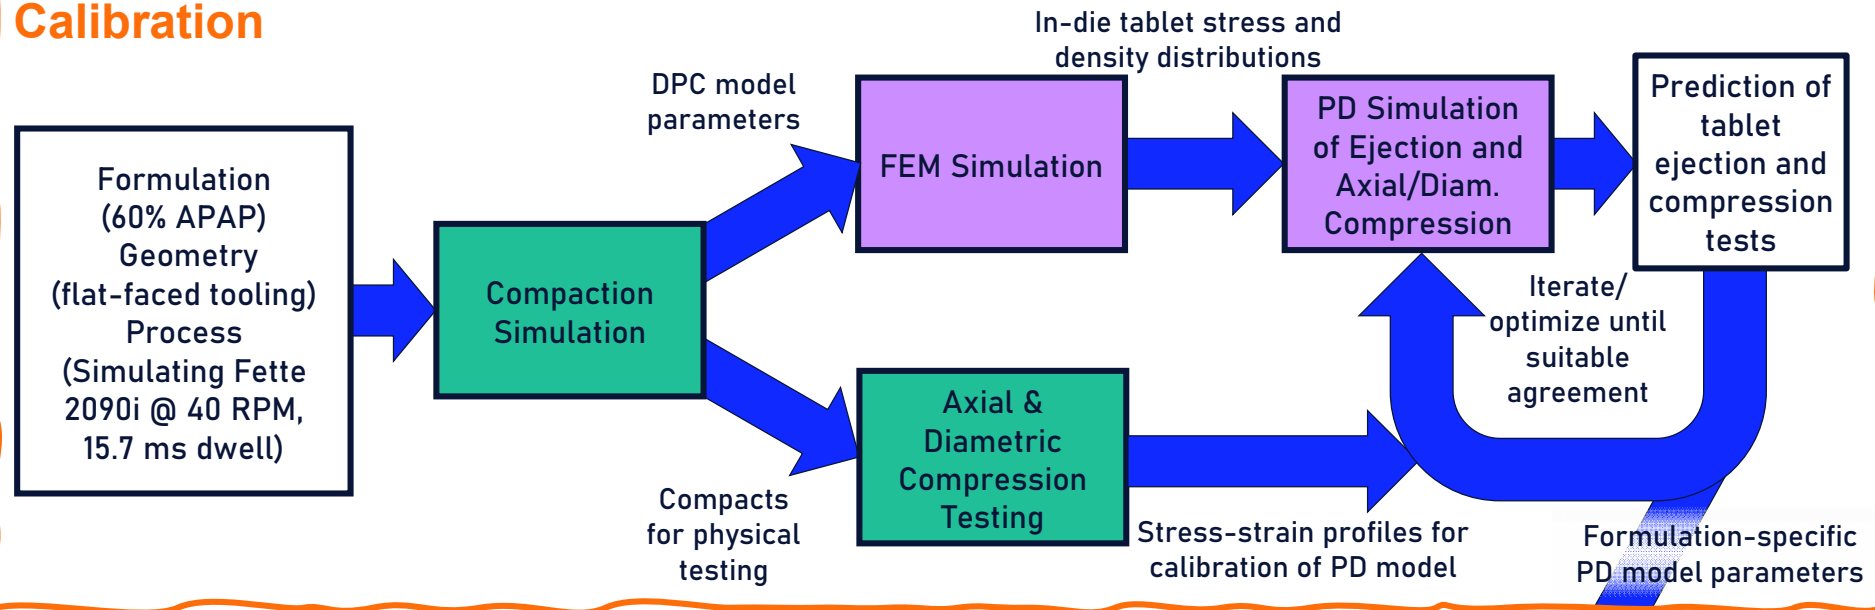 Calibration
Formulation
(60% APAP)
Geometry
(flat-faced tooling)
Process
(Simulating Fette
2090i @ 40 RPM,
15.7 ms dwell)
Compaction
Simulation
DPC model
parameters
FEM Simulation
In-die tablet stress and
density distributions
PD Simulation
of Ejection and
Axial/Diam.
Compression
Prediction of
tablet
ejection and
compression
tests
Iterate/
optimize until
suitable
agreement
Compacts
for physical
testing
Axial &
Diametric
Compression
Testing
Stress-strain profiles for
calibration of PD model
Formulation-specific
PD model parameters